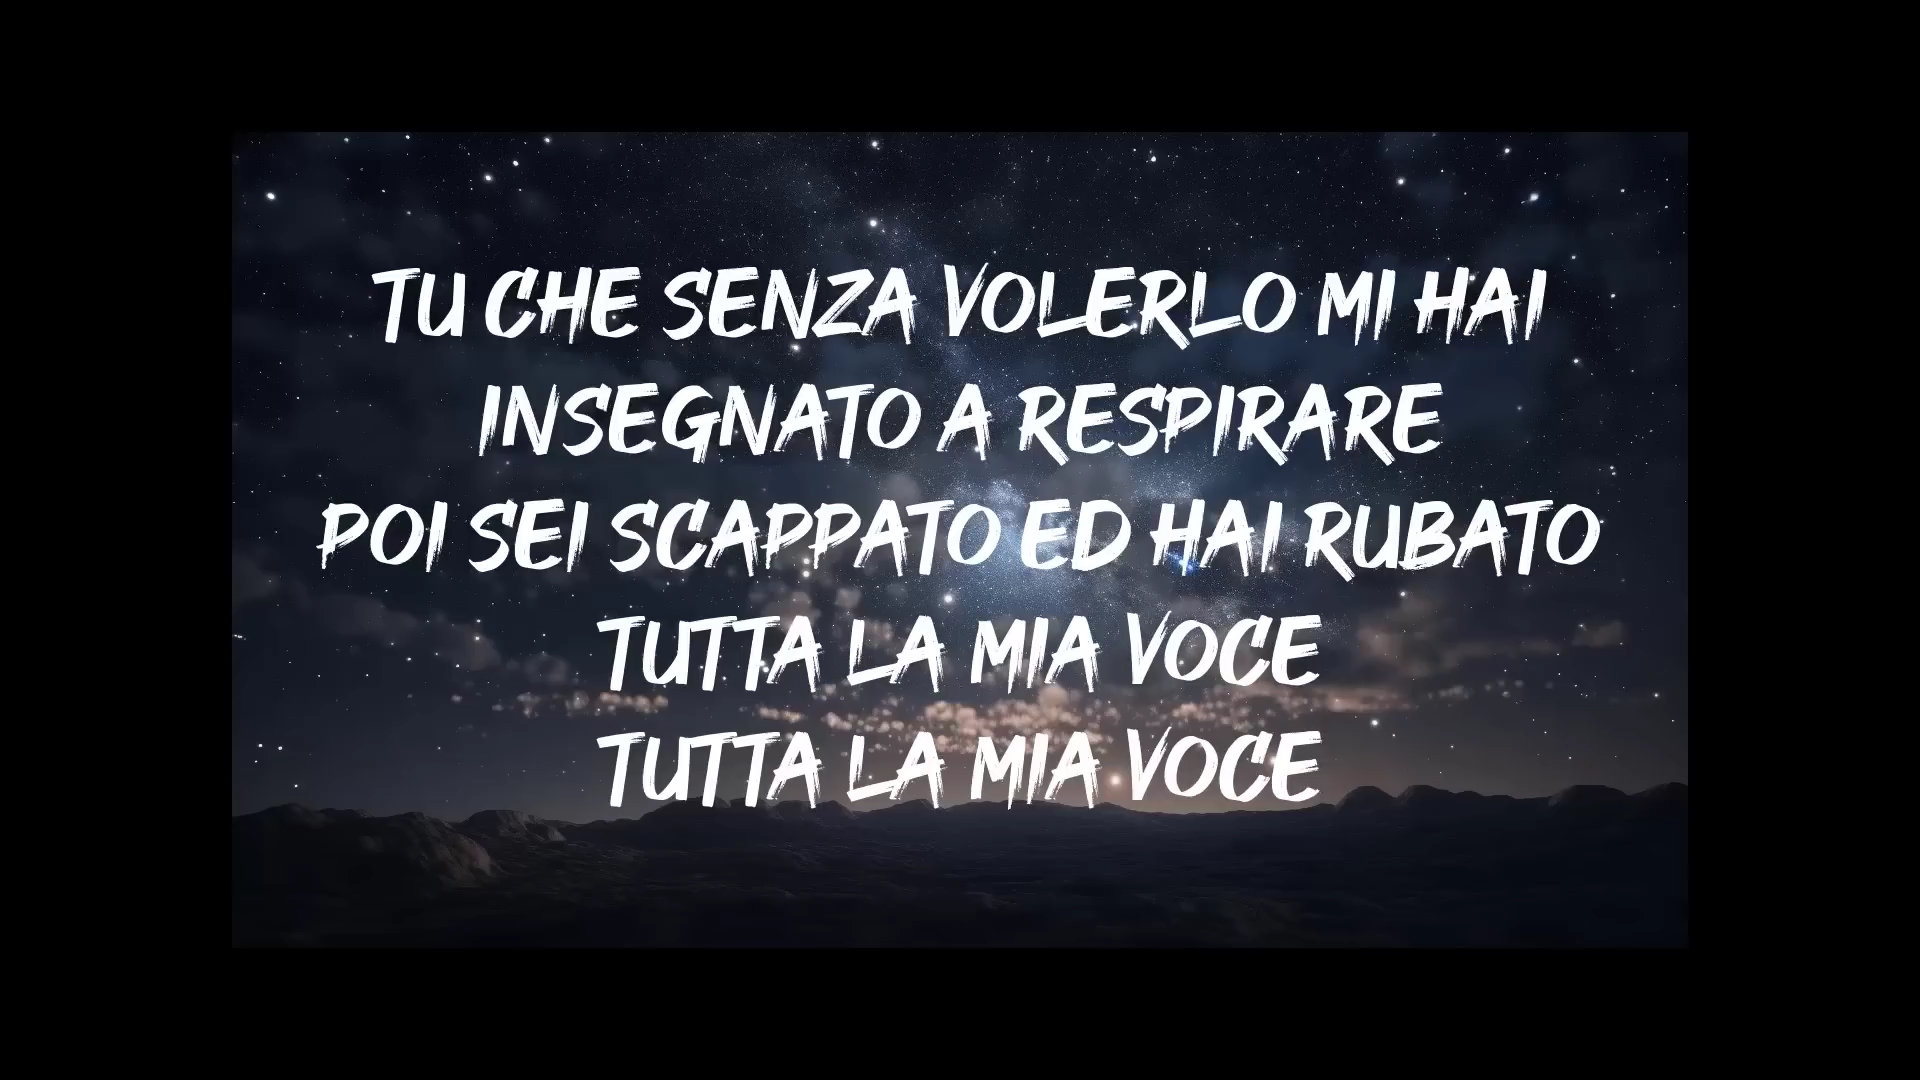 TU CHE SENZA VOLERLO MI HAI
INSEGNATO A RESPIRARE
POI SEI SCAPPATO ED HAI RUBATO
TUTTA LA MIA VOCE
TUTTA LA MIA VOCE